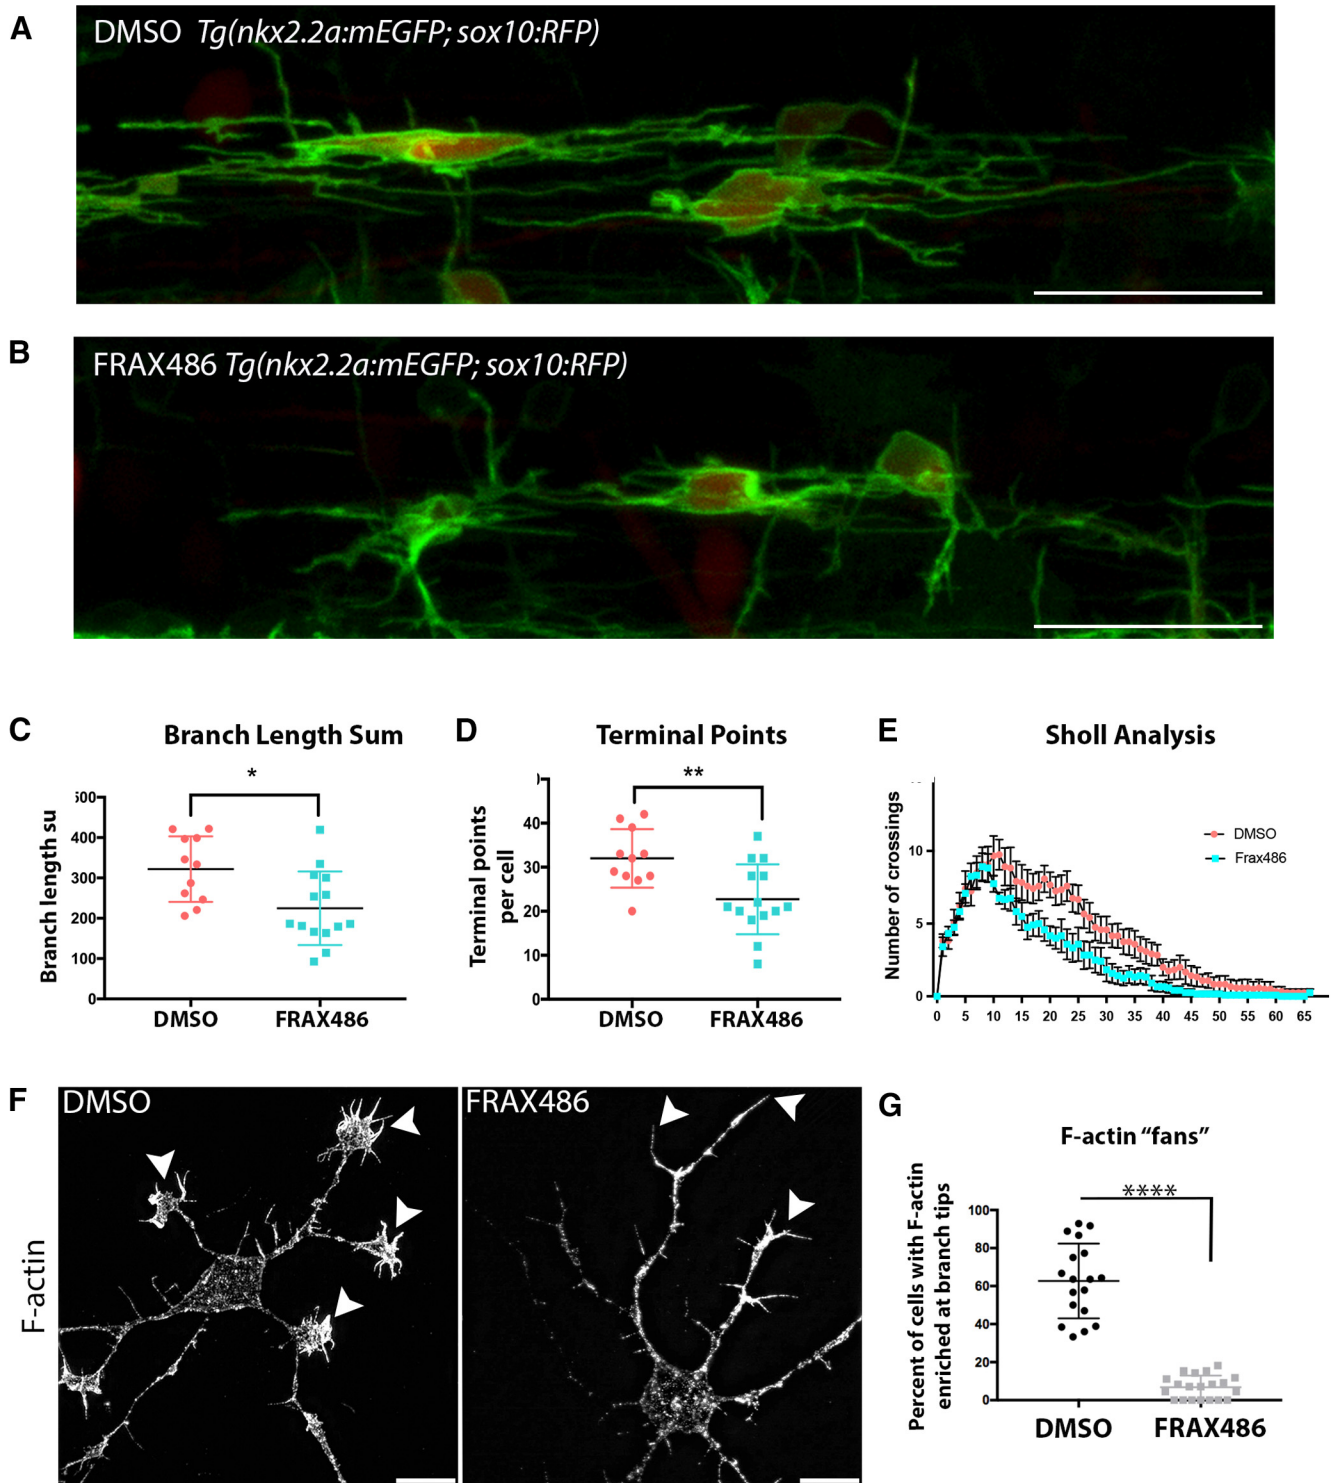 A
DMSO Tg(nkx2.2a:mEGFP; sox10:RFP)
B
FRAX486 Tg(nkx2.2a:mEGFP; sox10:RFP)
C
Branch Length Sum
*
Branch length su
500
400
300
200
100
0
DMSO
FRAX486
D
Terminal Points
**
Terminal points
per cell
40
30
20
10
0
DMSO
FRAX486
E
Sholl Analysis
Number of crossings
10
5
0
0 5 10 15 20 25 30 35 40 45 50 55 60 65
DMSO
Frax486
F
DMSO
FRAX486
F-actin
G
F-actin “fans”
****
Percent of cells with F-actin
enriched at branch tips
100
80
60
40
20
0
DMSO
FRAX486